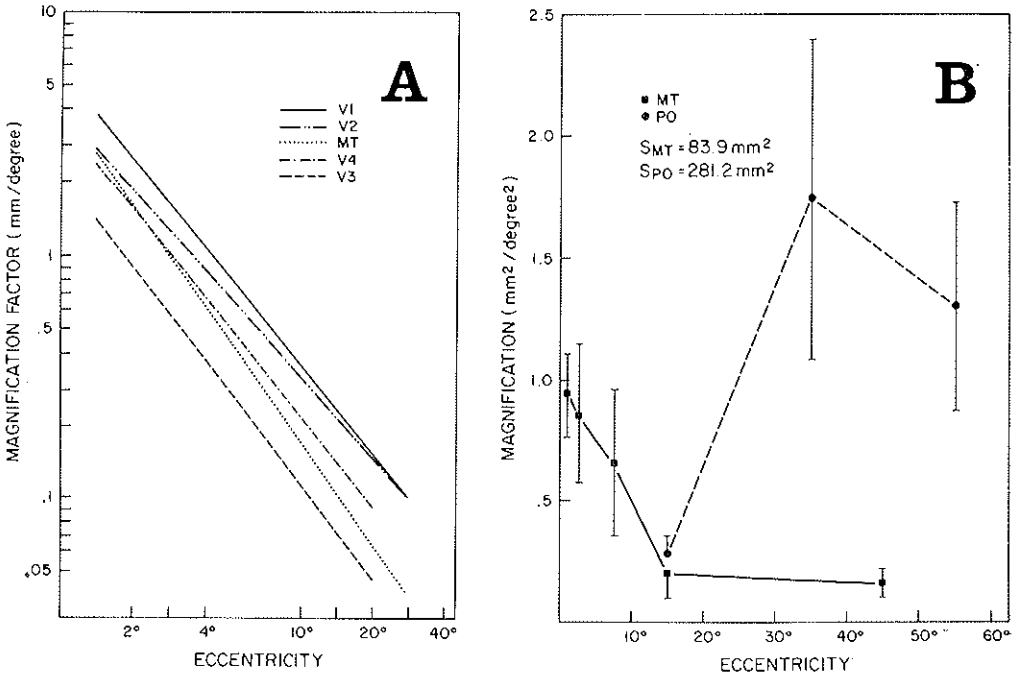 A
MAGNIFICATION FACTOR (mm/degree)
10
5
1
.5
.1
.05
V1
V2
MT
V4
V3
2° 4° 10° 20° 40°
ECCENTRICITY
B
MAGNIFICATION (mm²/degree²)
2.5
2.0
1.5
1.0
.5
MT
PO
SMT = 83.9 mm²
SPO = 281.2 mm²
10° 20° 30° 40° 50° 60°
ECCENTRICITY